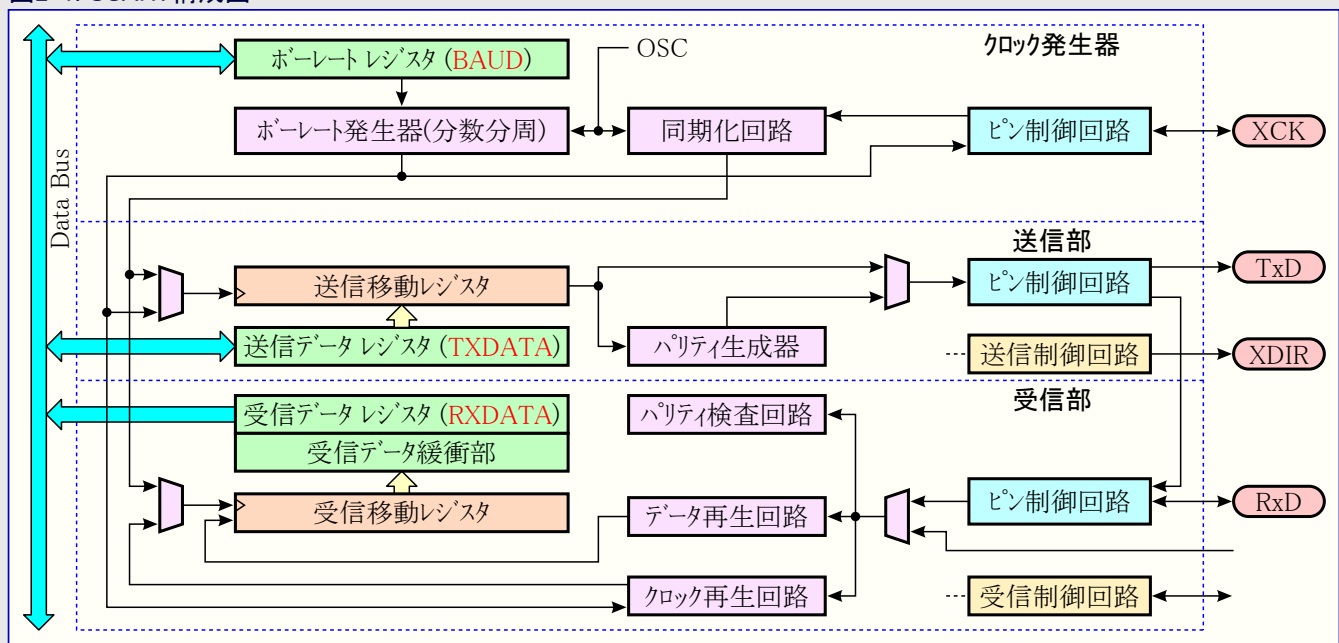 ボーレート レジスタ (BAUD)
OSC
クロック発生器
ボーレート発生器(分数分周)
同期化回路
ピン制御回路
XCK
Data Bus
送信部
送信移動レジスタ
ピン制御回路
TxD
送信データ レジスタ (TXDATA)
パリティ生成器
送信制御回路
XDIR
受信部
受信データ レジスタ (RXDATA)
パリティ検査回路
受信データ緩衝部
受信移動レジスタ
データ再生回路
ピン制御回路
RxD
クロック再生回路
受信制御回路